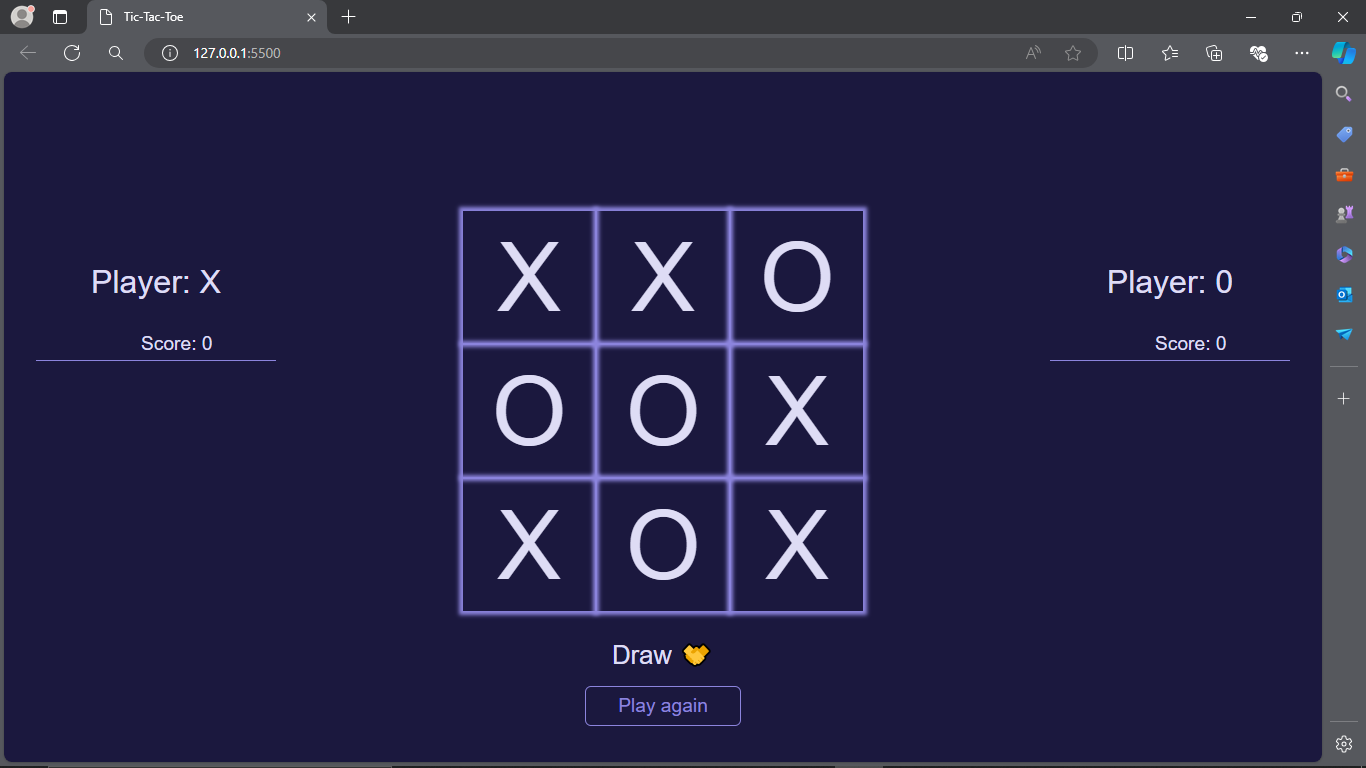 Tic-Tac-Toe
127.0.0.1:5500
Player: X
Score: 0
Player: 0
Score: 0
X X O
O O X
X O X
Draw 🤝
Play again